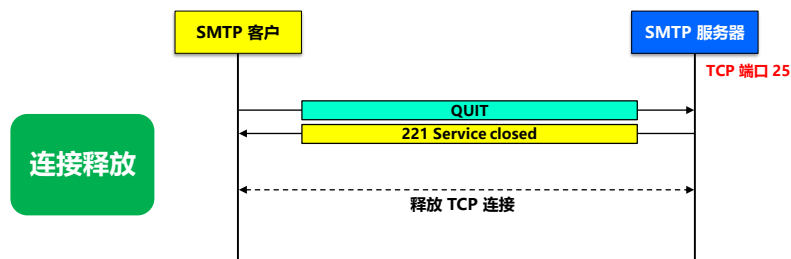 SMTP 客户
SMTP 服务器
TCP 端口 25
QUIT
221 Service closed
连接释放
释放 TCP 连接